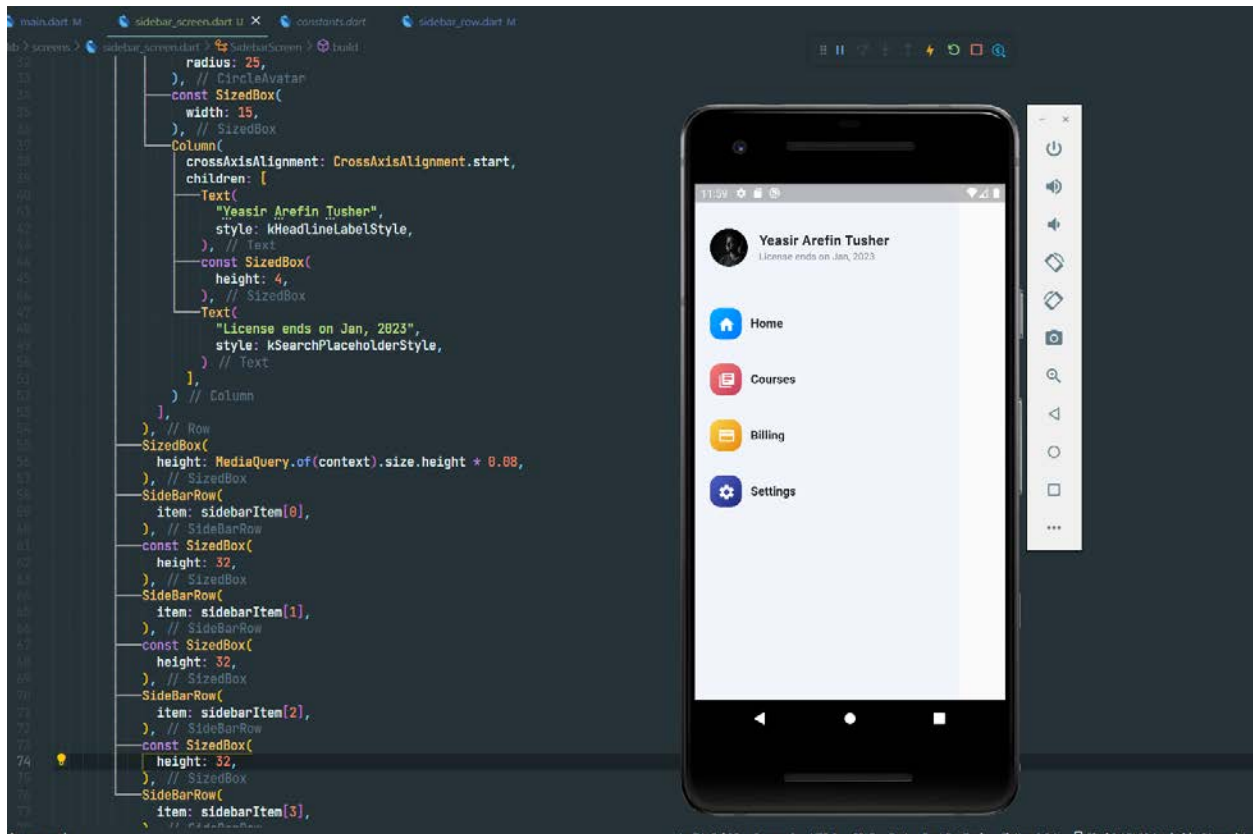 main.dart M
sidebar_screen.dart U
constants.dart
sidebar_row.dart M
lib > screens > sidebar_screen.dart > SidebarScreen > build
radius: 25,
), // CircleAvatar
const SizedBox(
width: 15,
), // SizedBox
Column(
crossAxisAlignment: CrossAxisAlignment.start,
children: [
Text(
"Yeasir Arefin Tusher",
style: kHeadlineLabelStyle,
), // Text
const SizedBox(
height: 4,
), // SizedBox
Text(
"License ends on Jan, 2023",
style: kSearchPlaceholderStyle,
) // Text
],
) // Column
],
), // Row
SizedBox(
height: MediaQuery.of(context).size.height * 0.08,
), // SizedBox
SideBarRow(
item: sidebarItem[0],
), // SideBarRow
const SizedBox(
height: 32,
), // SizedBox
SideBarRow(
item: sidebarItem[1],
), // SideBarRow
const SizedBox(
height: 32,
), // SizedBox
SideBarRow(
item: sidebarItem[2],
), // SideBarRow
const SizedBox(
74 height: 32,
), // SizedBox
SideBarRow(
item: sidebarItem[3],
11:59
Yeasir Arefin Tusher
License ends on Jan, 2023
Home
Courses
Billing
Settings